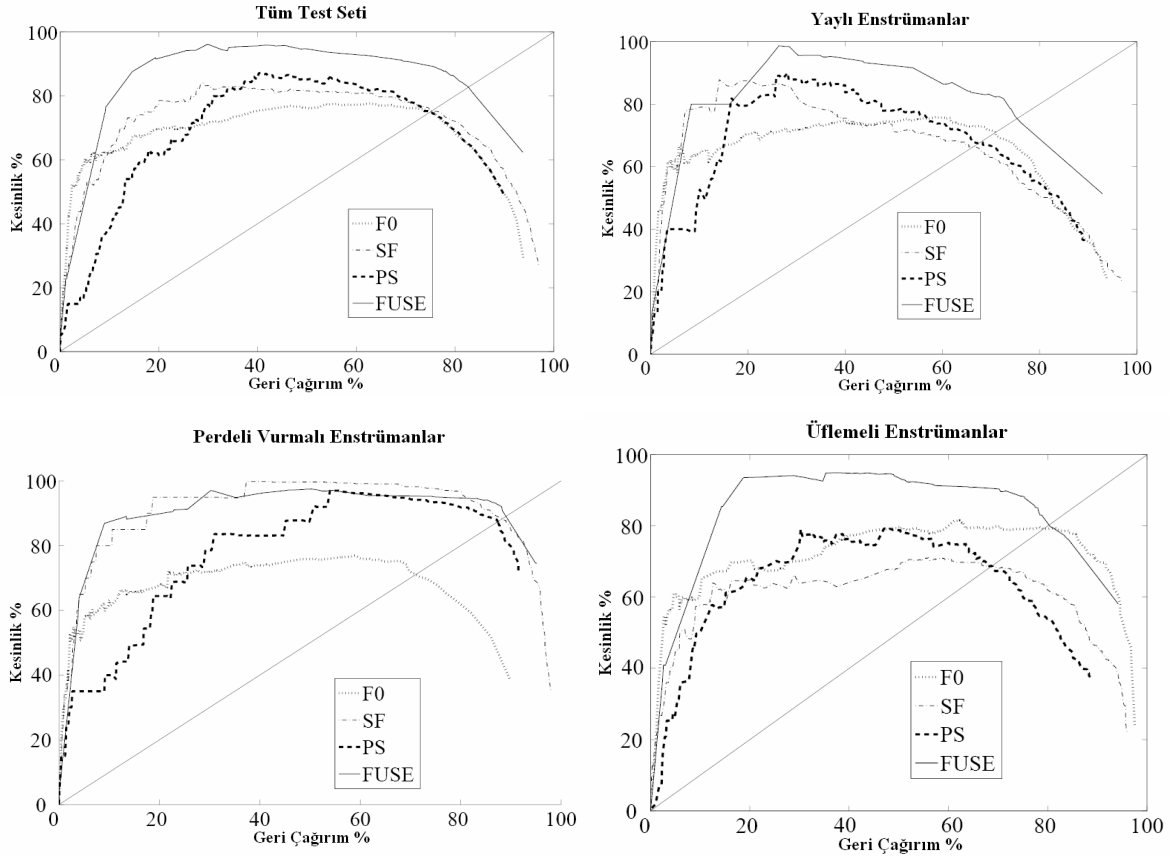 Tüm Test Seti
Kesinlik %
100
80
60
40
20
0
F0
SF
PS
FUSE
0 20 40 60 80 100
Geri Çağırım %
Yaylı Enstrümanlar
Kesinlik %
100
80
60
40
20
0
F0
SF
PS
FUSE
0 20 40 60 80 100
Geri Çağırım %
Perdeli Vurmalı Enstrümanlar
Kesinlik %
100
80
60
40
20
0
F0
SF
PS
FUSE
0 20 40 60 80 100
Geri Çağırım %
Üflemeli Enstrümanlar
Kesinlik %
100
80
60
40
20
0
F0
SF
PS
FUSE
0 20 40 60 80 100
Geri Çağırım %